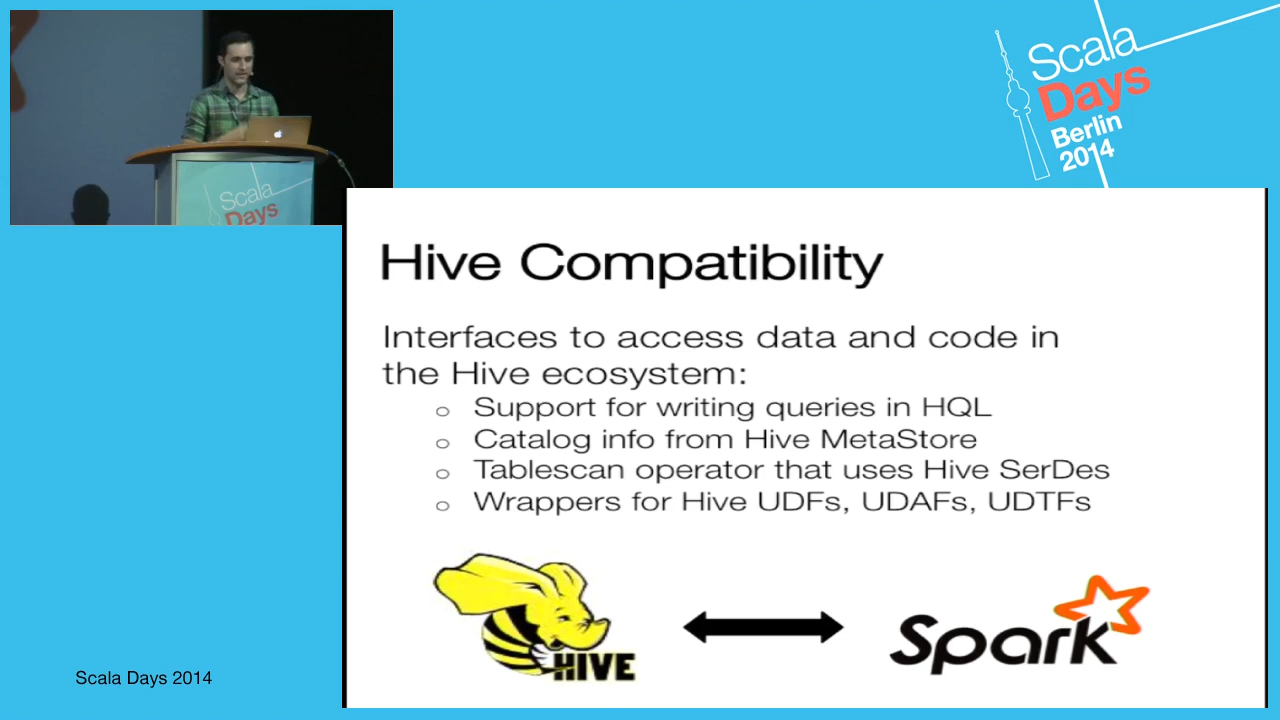 Scala
Days
Berlin
2014
Scala
Days
Hive Compatibility
Interfaces to access data and code in
the Hive ecosystem:
o Support for writing queries in HQL
o Catalog info from Hive MetaStore
o Tablescan operator that uses Hive SerDes
o Wrappers for Hive UDFs, UDAFs, UDTFs
HIVE
Spark
Scala Days 2014